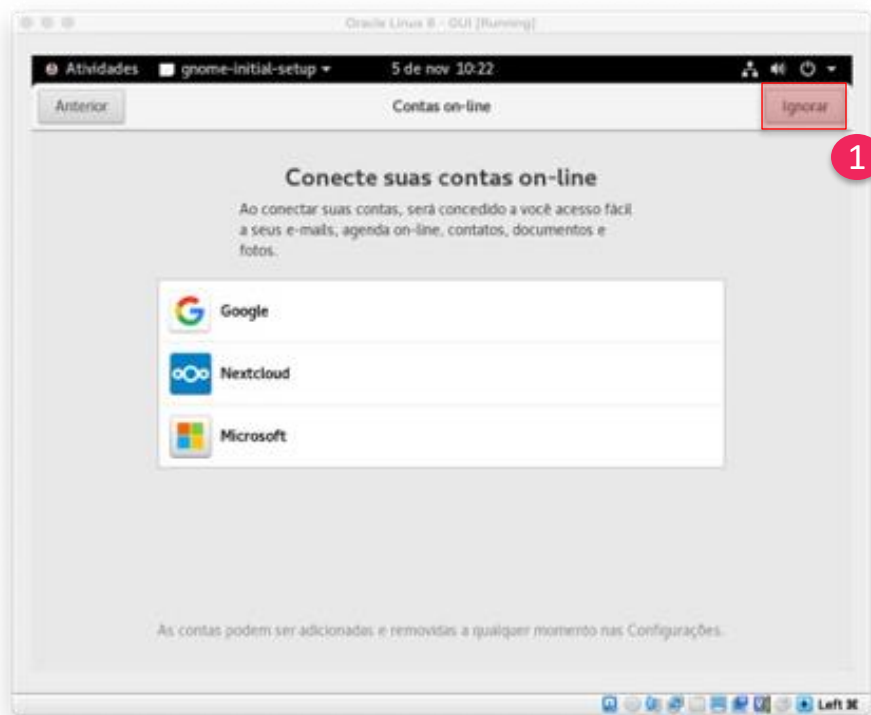 Oracle Linux 8 - GUI [Running]
Atividades gnome-initial-setup 5 de nov 10:22
Anterior Contas on-line Ignorar
1
Conecte suas contas on-line
Ao conectar suas contas, será concedido a você acesso fácil
a seus e-mails, agenda on-line, contatos, documentos e
fotos.
Google
Nextcloud
Microsoft
As contas podem ser adicionadas e removidas a qualquer momento nas Configurações.
Left ⌘